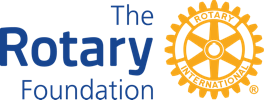 The
Rotary
Foundation
ROTARY
INTERNATIONAL
®